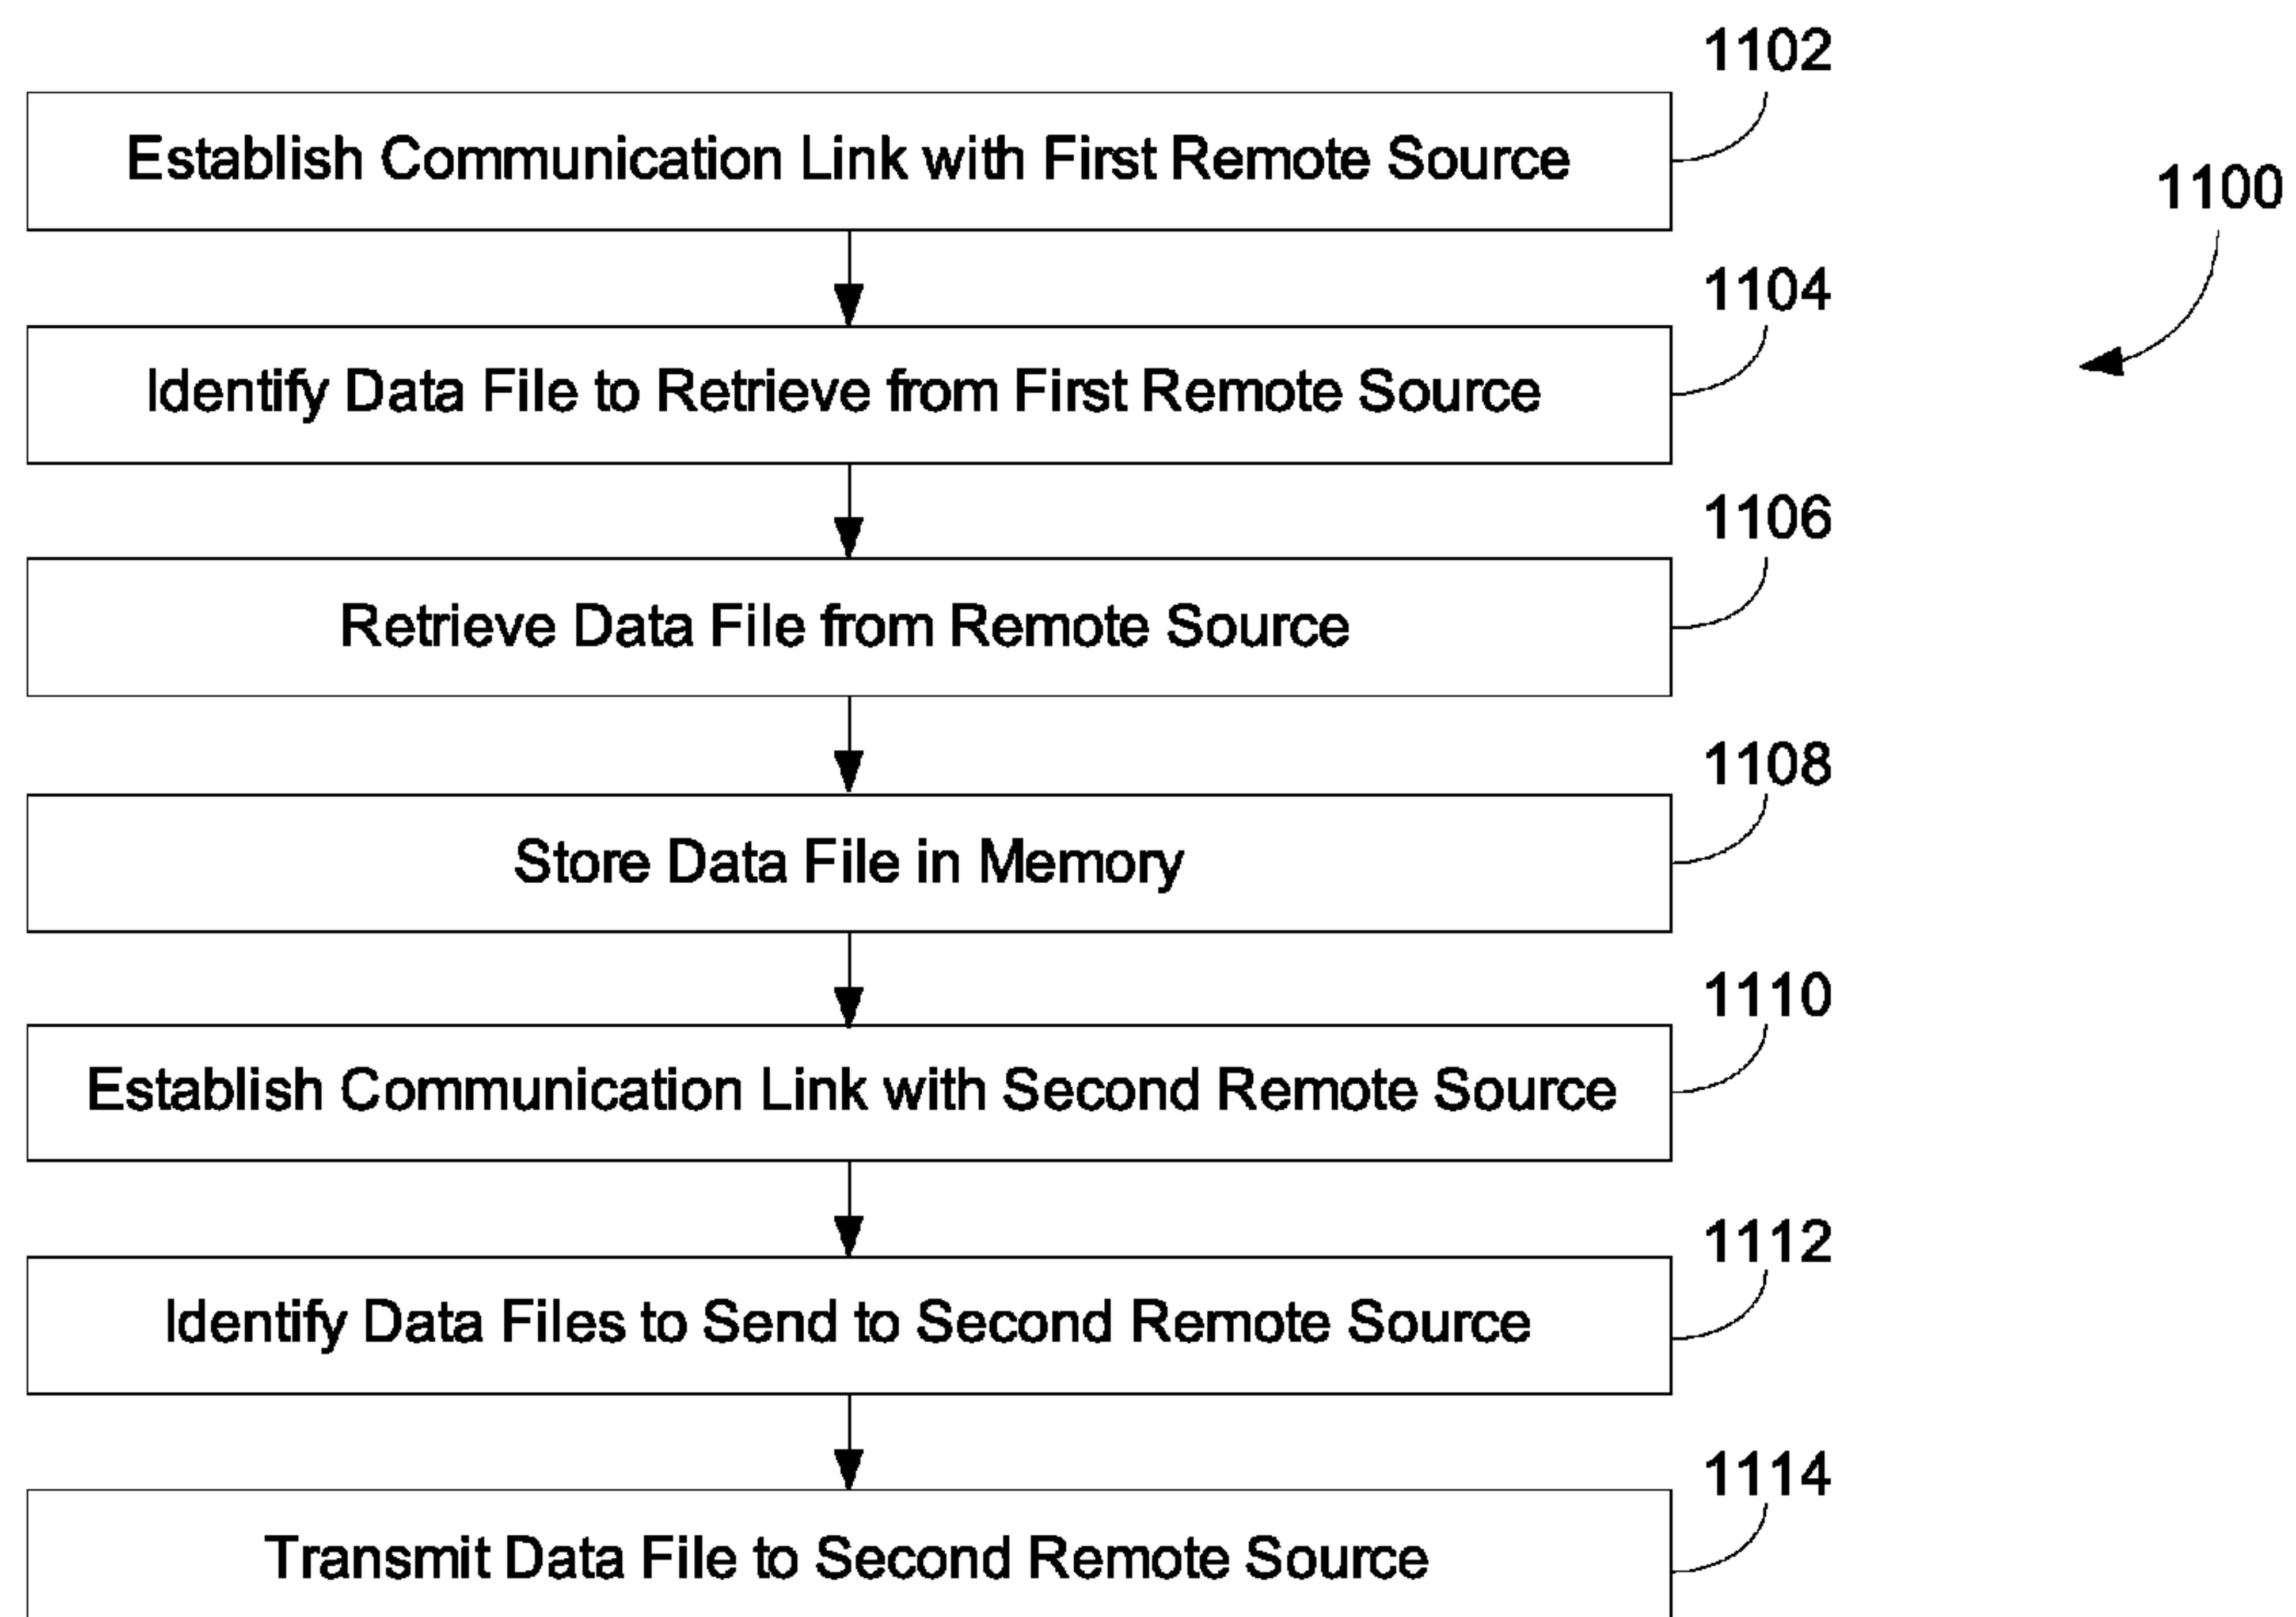 1102
Establish Communication Link with First Remote Source
1100
1104
Identify Data File to Retrieve from First Remote Source
1106
Retrieve Data File from Remote Source
1108
Store Data File in Memory
1110
Establish Communication Link with Second Remote Source
1112
Identify Data Files to Send to Second Remote Source
1114
Transmit Data File to Second Remote Source